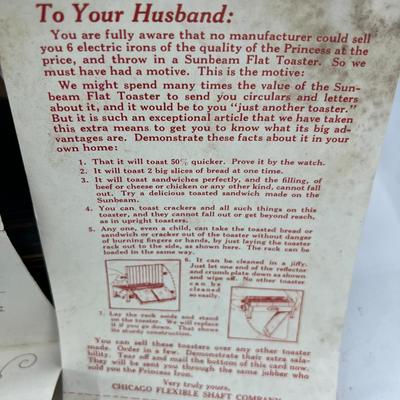 To Your Husband:
You are fully aware that no manufacturer could sell
you 6 electric irons of the quality of the Princess at the
price, and throw in a Sunbeam Flat Toaster. So we
must have had a motive. This is the motive:
We might spend many times the value of the Sun-
beam Flat Toaster to send you circulars and letters
about it, and it would be to you "just another toaster."
But it is such an exceptional article that we have taken
this extra means to get you to know what its big ad-
vantages are. Demonstrate these facts about it in your
own home:
1. That it will toast 50% quicker. Prove it by the watch.
2. It will toast 2 big slices of bread at one time.
3. It will toast sandwiches perfectly, and the filling, of
beef or cheese or chicken or any other kind, cannot fall
out. Try a delicious toasted sandwich made on the
Sunbeam.
4. You can toast crackers and all such things on this
toaster, and they cannot fall out or get beyond reach,
as in upright toasters.
5. Any one, even a child, can take the toasted bread or
sandwich or cracker out of the toaster without danger
of burning fingers or hands, by just laying the toaster
rack out to the side, as shown here. The rack can be
loaded in the same way.
6. It can be cleaned in a jiffy.
Just let one end of the reflector
and crumb plate down as shown
and wipe off. No other toaster
can be
cleaned
so easily.
7. Lay the rack aside and stand
on the toaster. We will replace
it if you go down. That shows
its sturdy construction.
You can sell these toasters over any other toaster
made. Order in a few. Demonstrate their extra sala-
bility. Tear off and mail the bottom of this card now.
They will be sent you through the same jobber who
sold you the Princess Iron.
Very truly yours,
CHICAGO FLEXIBLE SHAFT COMPANY